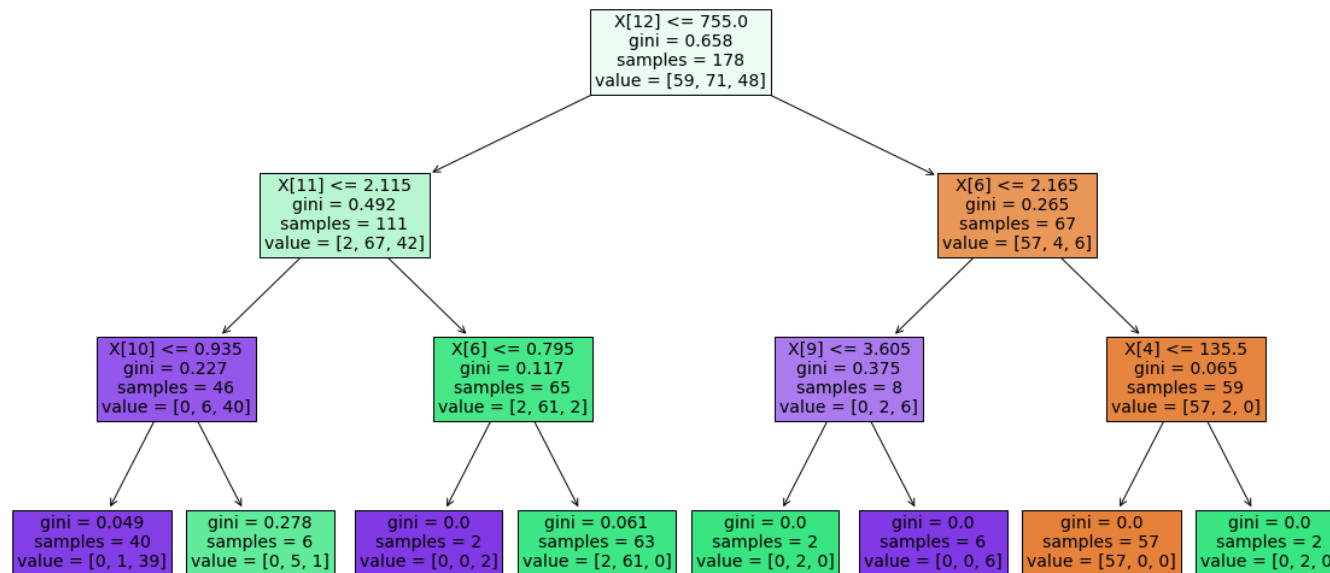 X[12] <= 755.0
gini = 0.658
samples = 178
value = [59, 71, 48]
X[11] <= 2.115
gini = 0.492
samples = 111
value = [2, 67, 42]
X[6] <= 2.165
gini = 0.265
samples = 67
value = [57, 4, 6]
X[10] <= 0.935
gini = 0.227
samples = 46
value = [0, 6, 40]
X[6] <= 0.795
gini = 0.117
samples = 65
value = [2, 61, 2]
X[9] <= 3.605
gini = 0.375
samples = 8
value = [0, 2, 6]
X[4] <= 135.5
gini = 0.065
samples = 59
value = [57, 2, 0]
gini = 0.049
samples = 40
value = [0, 1, 39]
gini = 0.278
samples = 6
value = [0, 5, 1]
gini = 0.0
samples = 2
value = [0, 0, 2]
gini = 0.061
samples = 63
value = [2, 61, 0]
gini = 0.0
samples = 2
value = [0, 2, 0]
gini = 0.0
samples = 6
value = [0, 0, 6]
gini = 0.0
samples = 57
value = [57, 0, 0]
gini = 0.0
samples = 2
value = [0, 2, 0